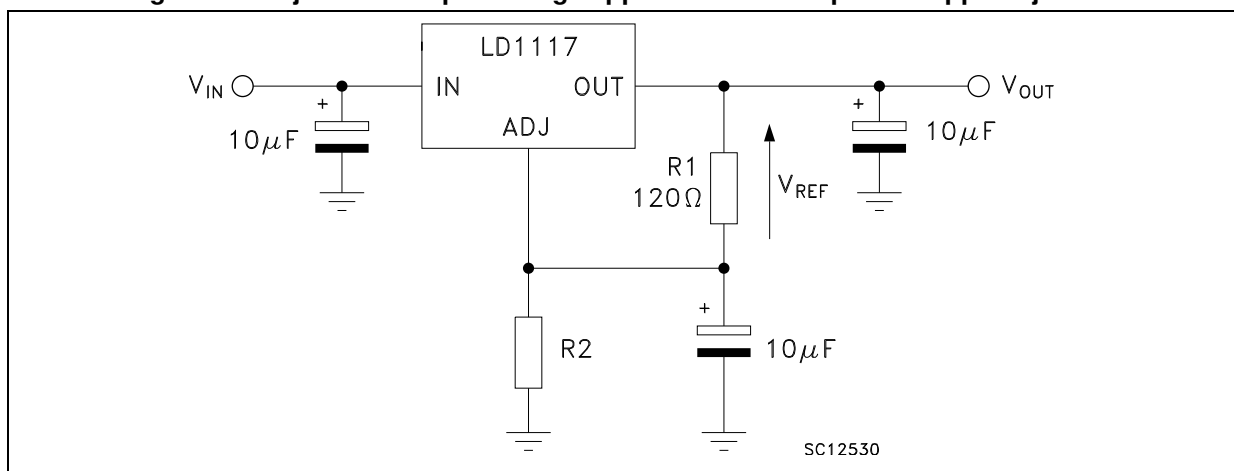 LD1117
V_IN
IN
OUT
V_OUT
ADJ
+
10μF
+
10μF
R1
120Ω
V_REF
+
R2
10μF
SC12530